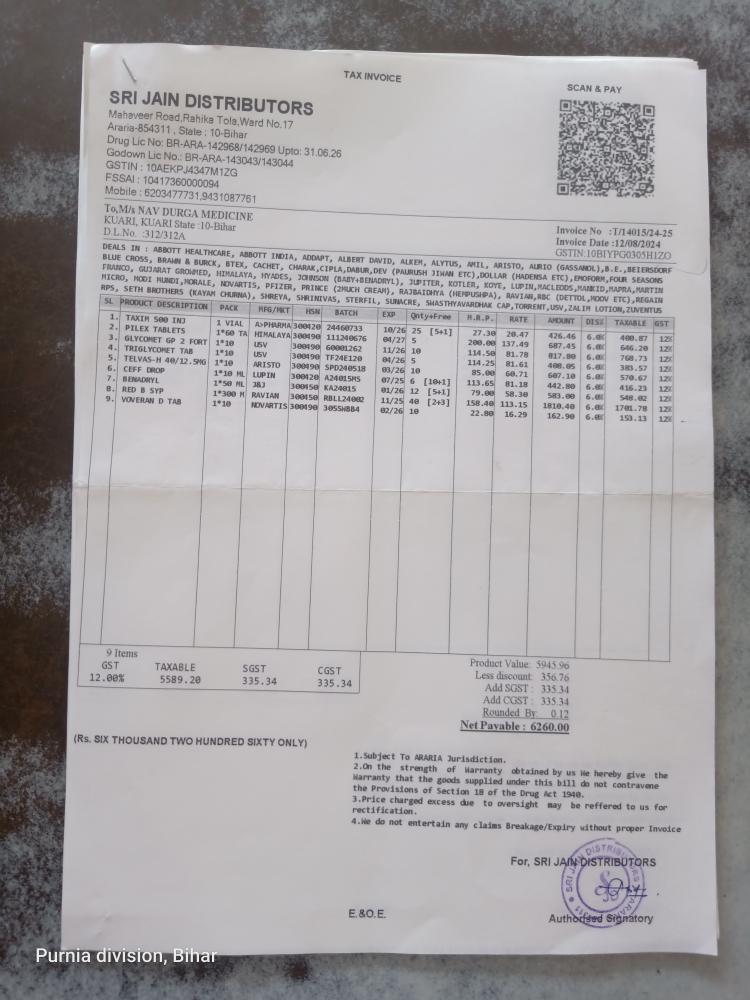 TAX INVOICE
SCAN & PAY
SRI JAIN DISTRIBUTORS
Mahaveer Road,Rahika Tola,Ward No.17
Araria-854311 , State : 10-Bihar
Drug Lic No: BR-ARA-142968/142969 Upto: 31.06.26
Godown Lic No.: BR-ARA-143043/143044
GSTIN : 10AEKPJ4347M1ZG
FSSAI : 10417360000094
Mobile : 6203477731,9431087761
To,M/s NAV DURGA MEDICINE
KUARI, KUARI State :10-Bihar
D.L.No. :312/312A
Invoice No :T/14015/24-25
Invoice Date :12/08/2024
GSTIN:10BIYPG0305H1ZO
DEALS IN : ABBOTT HEALTHCARE, ABBOTT INDIA, ADDAPT, ALBERT DAVID, ALKEM, ALYTUS, AMIL, ARISTO, AURIO (GASSANOL),B.E.,BEIERSDORF
BLUE CROSS, BRAWN & BURCK, BTEX, CACHET, CHARAK,CIPLA,DABUR,DEV (PAURUSH JIWAN ETC),DOLLAR (HADENSA ETC),EMOFORM,FOUR SEASONS
FRANCO, GUJARAT GROWMED, HIMALAYA, HYADES, JOHNSON (BABY+BENADRYL), JUPITER, KOTLER, KOYE, LUPIN,MACLEODS,MANKIND,MAPRA,MARTIN
MICRO, MODI MUNDI,MORALE, NOVARTIS, PFIZER, PRINCE (2MUCH CREAM), RAJBAIDHYA (HEMPUSHPA), RAVIAN,RBC (DETTOL,MOOV ETC),REGAIN
RPS, SETH BROTHERS (KAYAM CHURNA), SHREYA, SHRINIVAS, STERFIL, SUNACRE, SWASTHYAVARDHAK CAP,TORRENT,USV,ZALIM LOTION,ZUVENTUS
SL PRODUCT DESCRIPTION PACK MFG/MKT HSN BATCH EXP Qnty+Free M.R.P. RATE AMOUNT DIS% TAXABLE GST
1. TAXIM 500 INJ 1 VIAL A>PHARMA 300420 24460733 10/26 25 [5+1] 27.30 20.47 426.46 6.0% 400.87 12%
2. PILEX TABLETS 1*60 TA HIMALAYA 300490 111240676 04/27 5 200.00 137.49 687.45 6.0% 646.20 12%
3. GLYCOMET GP 2 FORT 1*10 USV 300490 60001262 11/26 10 114.50 81.78 817.80 6.0% 768.73 12%
4. TRIGLYCOMET TAB 1*10 USV 300490 TF24E120 04/26 5 114.25 81.61 408.05 6.0% 383.57 12%
5. TELVAS-H 40/12.5MG 1*10 ARISTO 300490 SPD240518 03/26 10 85.00 60.71 607.10 6.0% 570.67 12%
6. CEFF DROP 1*10 ML LUPIN 300420 A24015MS 07/25 6 [10+1] 113.65 81.18 442.80 6.0% 416.23 12%
7. BENADRYL 1*50 ML J&J 300450 KA24015 01/26 12 [5+1] 79.00 58.30 583.00 6.0% 548.02 12%
8. RED B SYP 1*300 M RAVIAN 300450 RBLL24002 11/25 40 [2+3] 158.40 113.15 1810.40 6.0% 1701.78 12%
9. VOVERAN D TAB 1*10 NOVARTIS 300490 305SHBB4 02/26 10 22.80 16.29 162.90 6.0% 153.13 12%
9 Items
GST TAXABLE SGST CGST
12.00% 5589.20 335.34 335.34
Product Value: 5945.96
Less discount: 356.76
Add SGST : 335.34
Add CGST : 335.34
Rounded By: 0.12
Net Payable : 6260.00
(Rs. SIX THOUSAND TWO HUNDRED SIXTY ONLY)
1.Subject To ARARIA Jurisdiction.
2.On the strength of Warranty obtained by us We hereby give the
Warranty that the goods supplied under this bill do not contravene
the Provisions of Section 18 of the Drug Act 1940.
3.Price charged excess due to oversight may be reffered to us for
rectification.
4.We do not entertain any claims Breakage/Expiry without proper Invoice
For, SRI JAIN DISTRIBUTORS
SRI JAIN DISTRIBUTORS
E.&O.E.
Authorised Signatory
Purnia division, Bihar